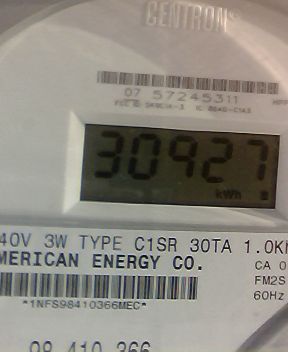 CENTRON®
07 57245311
30927
kWh
40V 3W TYPE C1SR 30TA 1.0K
MERICAN ENERGY CO.
CA 0
FM2S
60Hz
*1NFS98410366MEC*
98 410 366